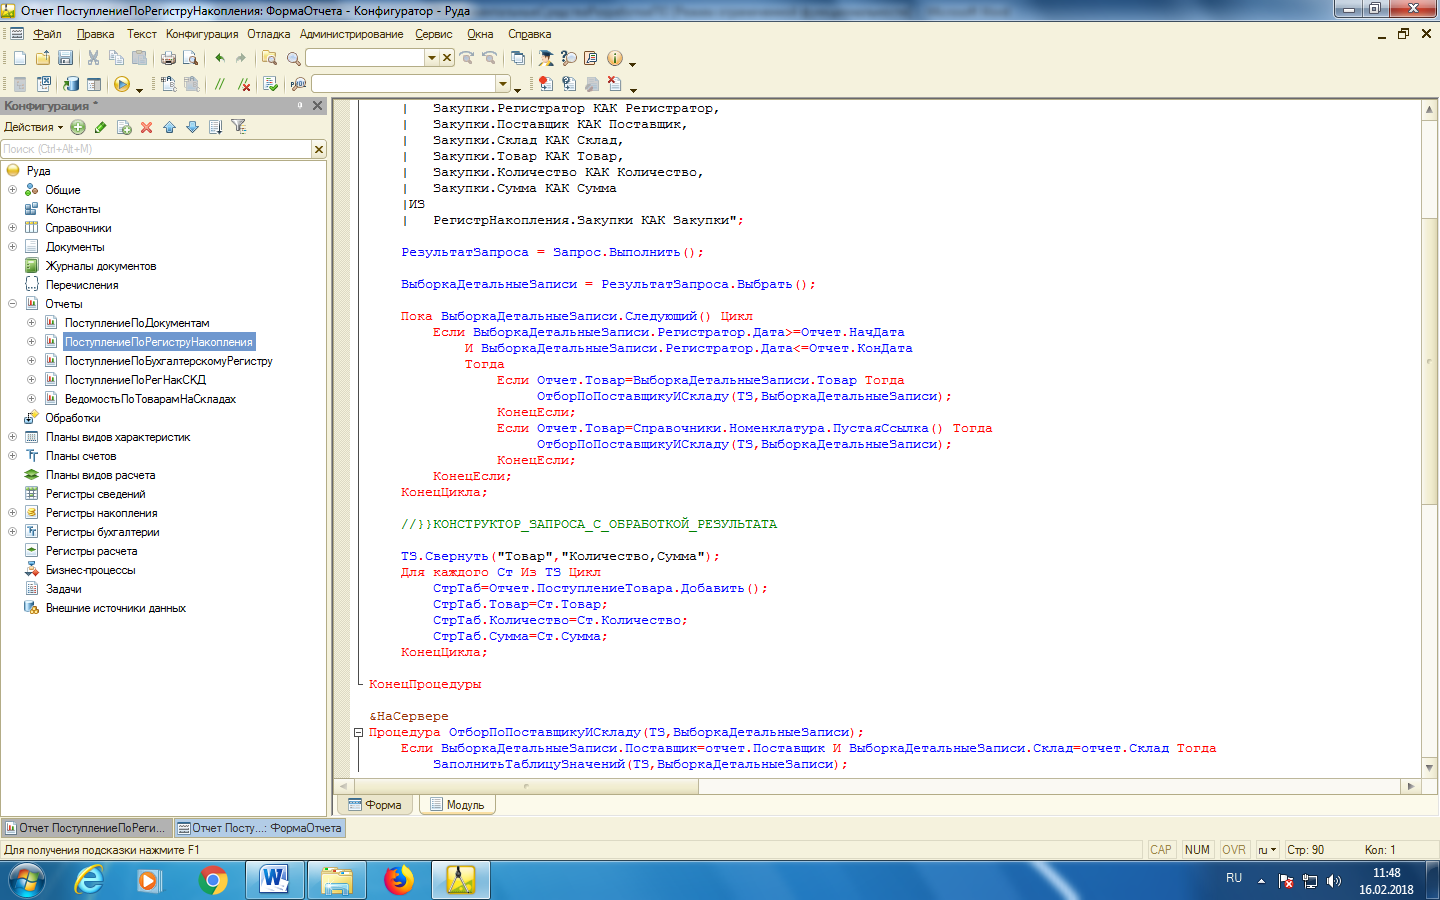 Отчет ПоступлениеПоРегиструНакопления: ФормаОтчета - Конфигуратор - Руда
Файл Правка Текст Конфигурация Отладка Администрирование Сервис Окна Справка
Конфигурация *
Действия
Поиск (Ctrl+Alt+M)
Руда
Общие
Константы
Справочники
Документы
Журналы документов
Перечисления
Отчеты
ПоступлениеПоДокументам
ПоступлениеПоРегиструНакопления
ПоступлениеПоБухгалтерскомуРегистру
ПоступлениеПоРегНакСКД
ВедомостьПоТоварамНаСкладах
Обработки
Планы видов характеристик
Планы счетов
Планы видов расчета
Регистры сведений
Регистры накопления
Регистры бухгалтерии
Регистры расчета
Бизнес-процессы
Задачи
Внешние источники данных
| Закупки.Регистратор КАК Регистратор,
| Закупки.Поставщик КАК Поставщик,
| Закупки.Склад КАК Склад,
| Закупки.Товар КАК Товар,
| Закупки.Количество КАК Количество,
| Закупки.Сумма КАК Сумма
|ИЗ
| РегистрНакопления.Закупки КАК Закупки";
РезультатЗапроса = Запрос.Выполнить();
ВыборкаДетальныеЗаписи = РезультатЗапроса.Выбрать();
Пока ВыборкаДетальныеЗаписи.Следующий() Цикл
Если ВыборкаДетальныеЗаписи.Регистратор.Дата>=Отчет.НачДата
И ВыборкаДетальныеЗаписи.Регистратор.Дата<=Отчет.КонДата
Тогда
Если Отчет.Товар=ВыборкаДетальныеЗаписи.Товар Тогда
ОтборПоПоставщикуИСкладу(ТЗ,ВыборкаДетальныеЗаписи);
КонецЕсли;
Если Отчет.Товар=Справочники.Номенклатура.ПустаяСсылка() Тогда
ОтборПоПоставщикуИСкладу(ТЗ,ВыборкаДетальныеЗаписи);
КонецЕсли;
КонецЕсли;
КонецЦикла;
//}}КОНСТРУКТОР_ЗАПРОСА_С_ОБРАБОТКОЙ_РЕЗУЛЬТАТА
ТЗ.Свернуть("Товар","Количество,Сумма");
Для каждого Ст Из ТЗ Цикл
СтрТаб=Отчет.ПоступлениеТовара.Добавить();
СтрТаб.Товар=Ст.Товар;
СтрТаб.Количество=Ст.Количество;
СтрТаб.Сумма=Ст.Сумма;
КонецЦикла;
КонецПроцедуры
&НаСервере
Процедура ОтборПоПоставщикуИСкладу(ТЗ,ВыборкаДетальныеЗаписи);
Если ВыборкаДетальныеЗаписи.Поставщик=отчет.Поставщик И ВыборкаДетальныеЗаписи.Склад=отчет.Склад Тогда
ЗаполнитьТаблицуЗначений(ТЗ,ВыборкаДетальныеЗаписи);
Форма Модуль
Отчет ПоступлениеПоРеги... Отчет Посту...: ФормаОтчета
Для получения подсказки нажмите F1 CAP NUM OVR ru Стр: 90 Кол: 1
RU 11:48
16.02.2018